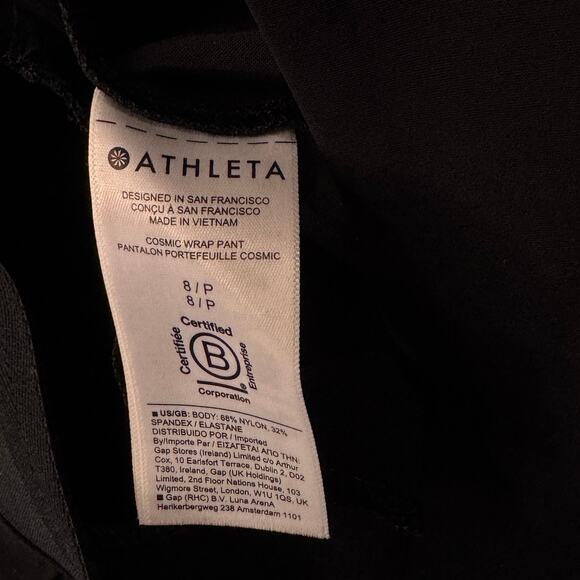 ATHLETA
DESIGNED IN SAN FRANCISCO
CONÇU À SAN FRANCISCO
MADE IN VIETNAM
COSMIC WRAP PANT
PANTALON PORTEFEUILLE COSMIC
8/P
8/P
Certified
Certifiée
B
Entreprise
®
Corporation
US/GB: BODY: 68% NYLON, 32%
SPANDEX / ELASTANE
DISTRIBUIDO POR / Imported
By/Importe Par / ΕΙΣΑΓΕΤΑΙ ΑΠΟ ΤΗΝ:
Gap Stores (Ireland) Limited c/o Arthur
Cox, 10 Earlsfort Terrace, Dublin 2, D02
T380, Ireland, Gap (UK Holdings)
Limited, 2nd Floor Nations House, 103
Wigmore Street, London, W1U 1QS, UK
Gap (RHC) B.V. Luna ArenA
Herikerbergweg 238 Amsterdam 1101